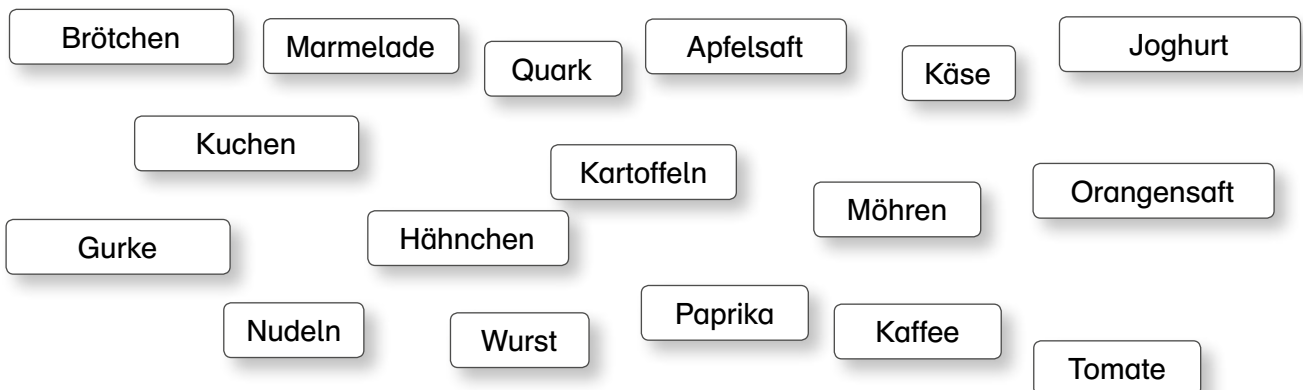 Brötchen
Marmelade
Quark
Apfelsaft
Käse
Joghurt
Kuchen
Kartoffeln
Möhren
Orangensaft
Gurke
Hähnchen
Nudeln
Wurst
Paprika
Kaffee
Tomate